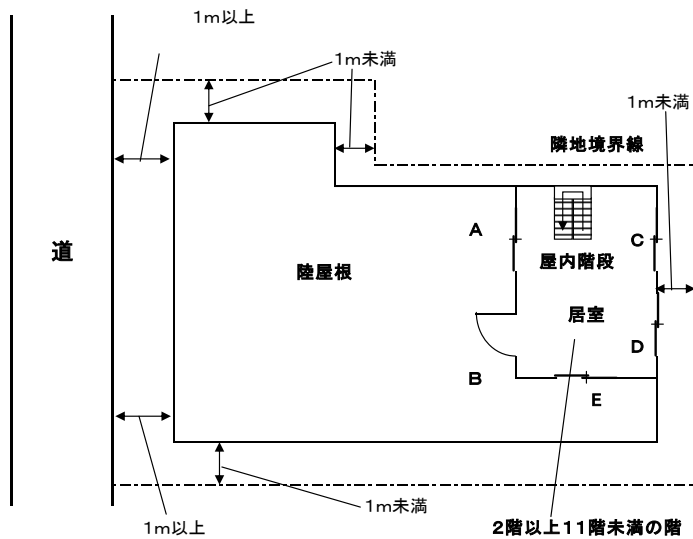 1m以上
1m未満
1m未満
隣地境界線
A
C
道
屋内階段
陸屋根
居室
D
B
E
1m未満
1m以上
2階以上11階未満の階